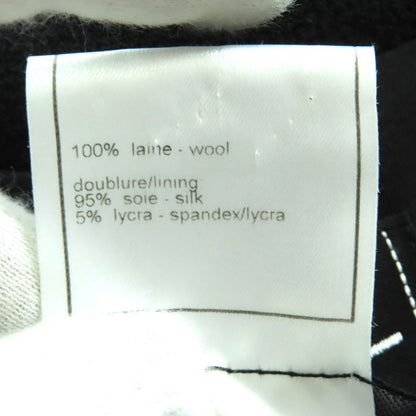 100% laine - wool
doublure/lining
95% soie - silk
5% lycra - spandex/lycra